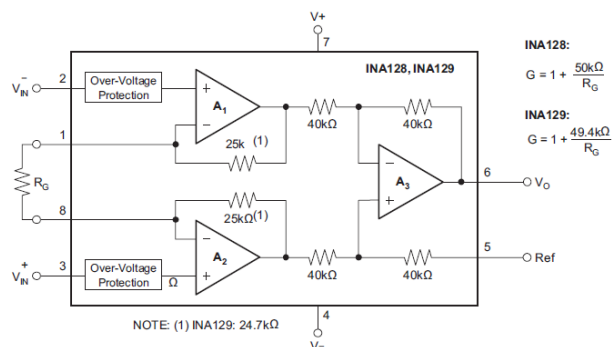 V+
7
INA128, INA129
INA128:
G = 1 + 50kΩ
RG
INA129:
G = 1 + 49.4kΩ
RG
VIN
−
2
Over-Voltage
Protection
+
A1
−
40kΩ
40kΩ
1
25k (1)
RG
−
A3
+
6
VO
8
25kΩ(1)
−
A2
+
VIN
+
3
Over-Voltage
Protection
Ω
40kΩ
40kΩ
5
Ref
4
NOTE: (1) INA129: 24.7kΩ
V−